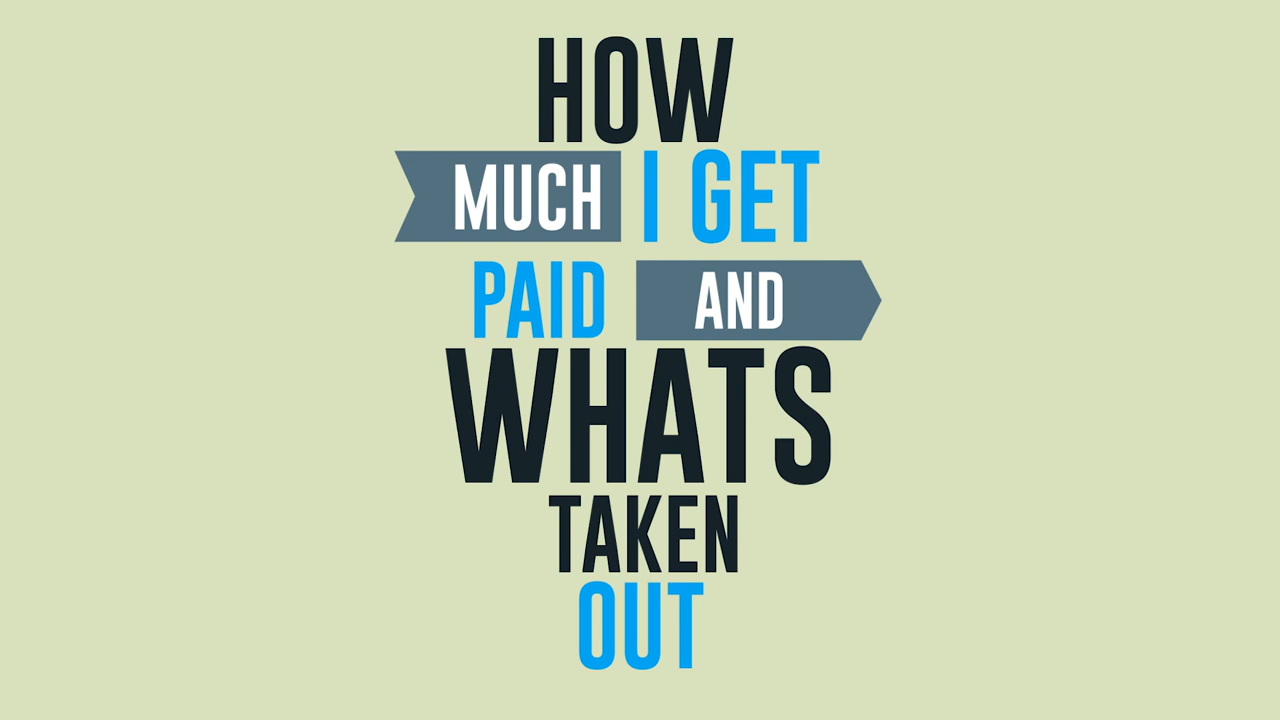 HOW
MUCH I GET
PAID AND
WHATS
TAKEN
OUT